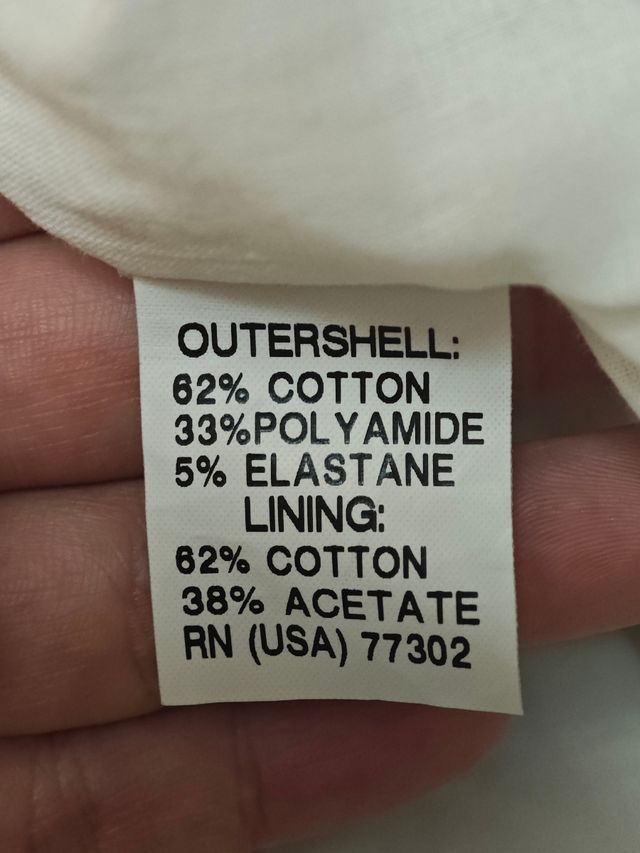 OUTERSHELL:
62% COTTON
33%POLYAMIDE
5% ELASTANE
LINING:
62% COTTON
38% ACETATE
RN (USA) 77302